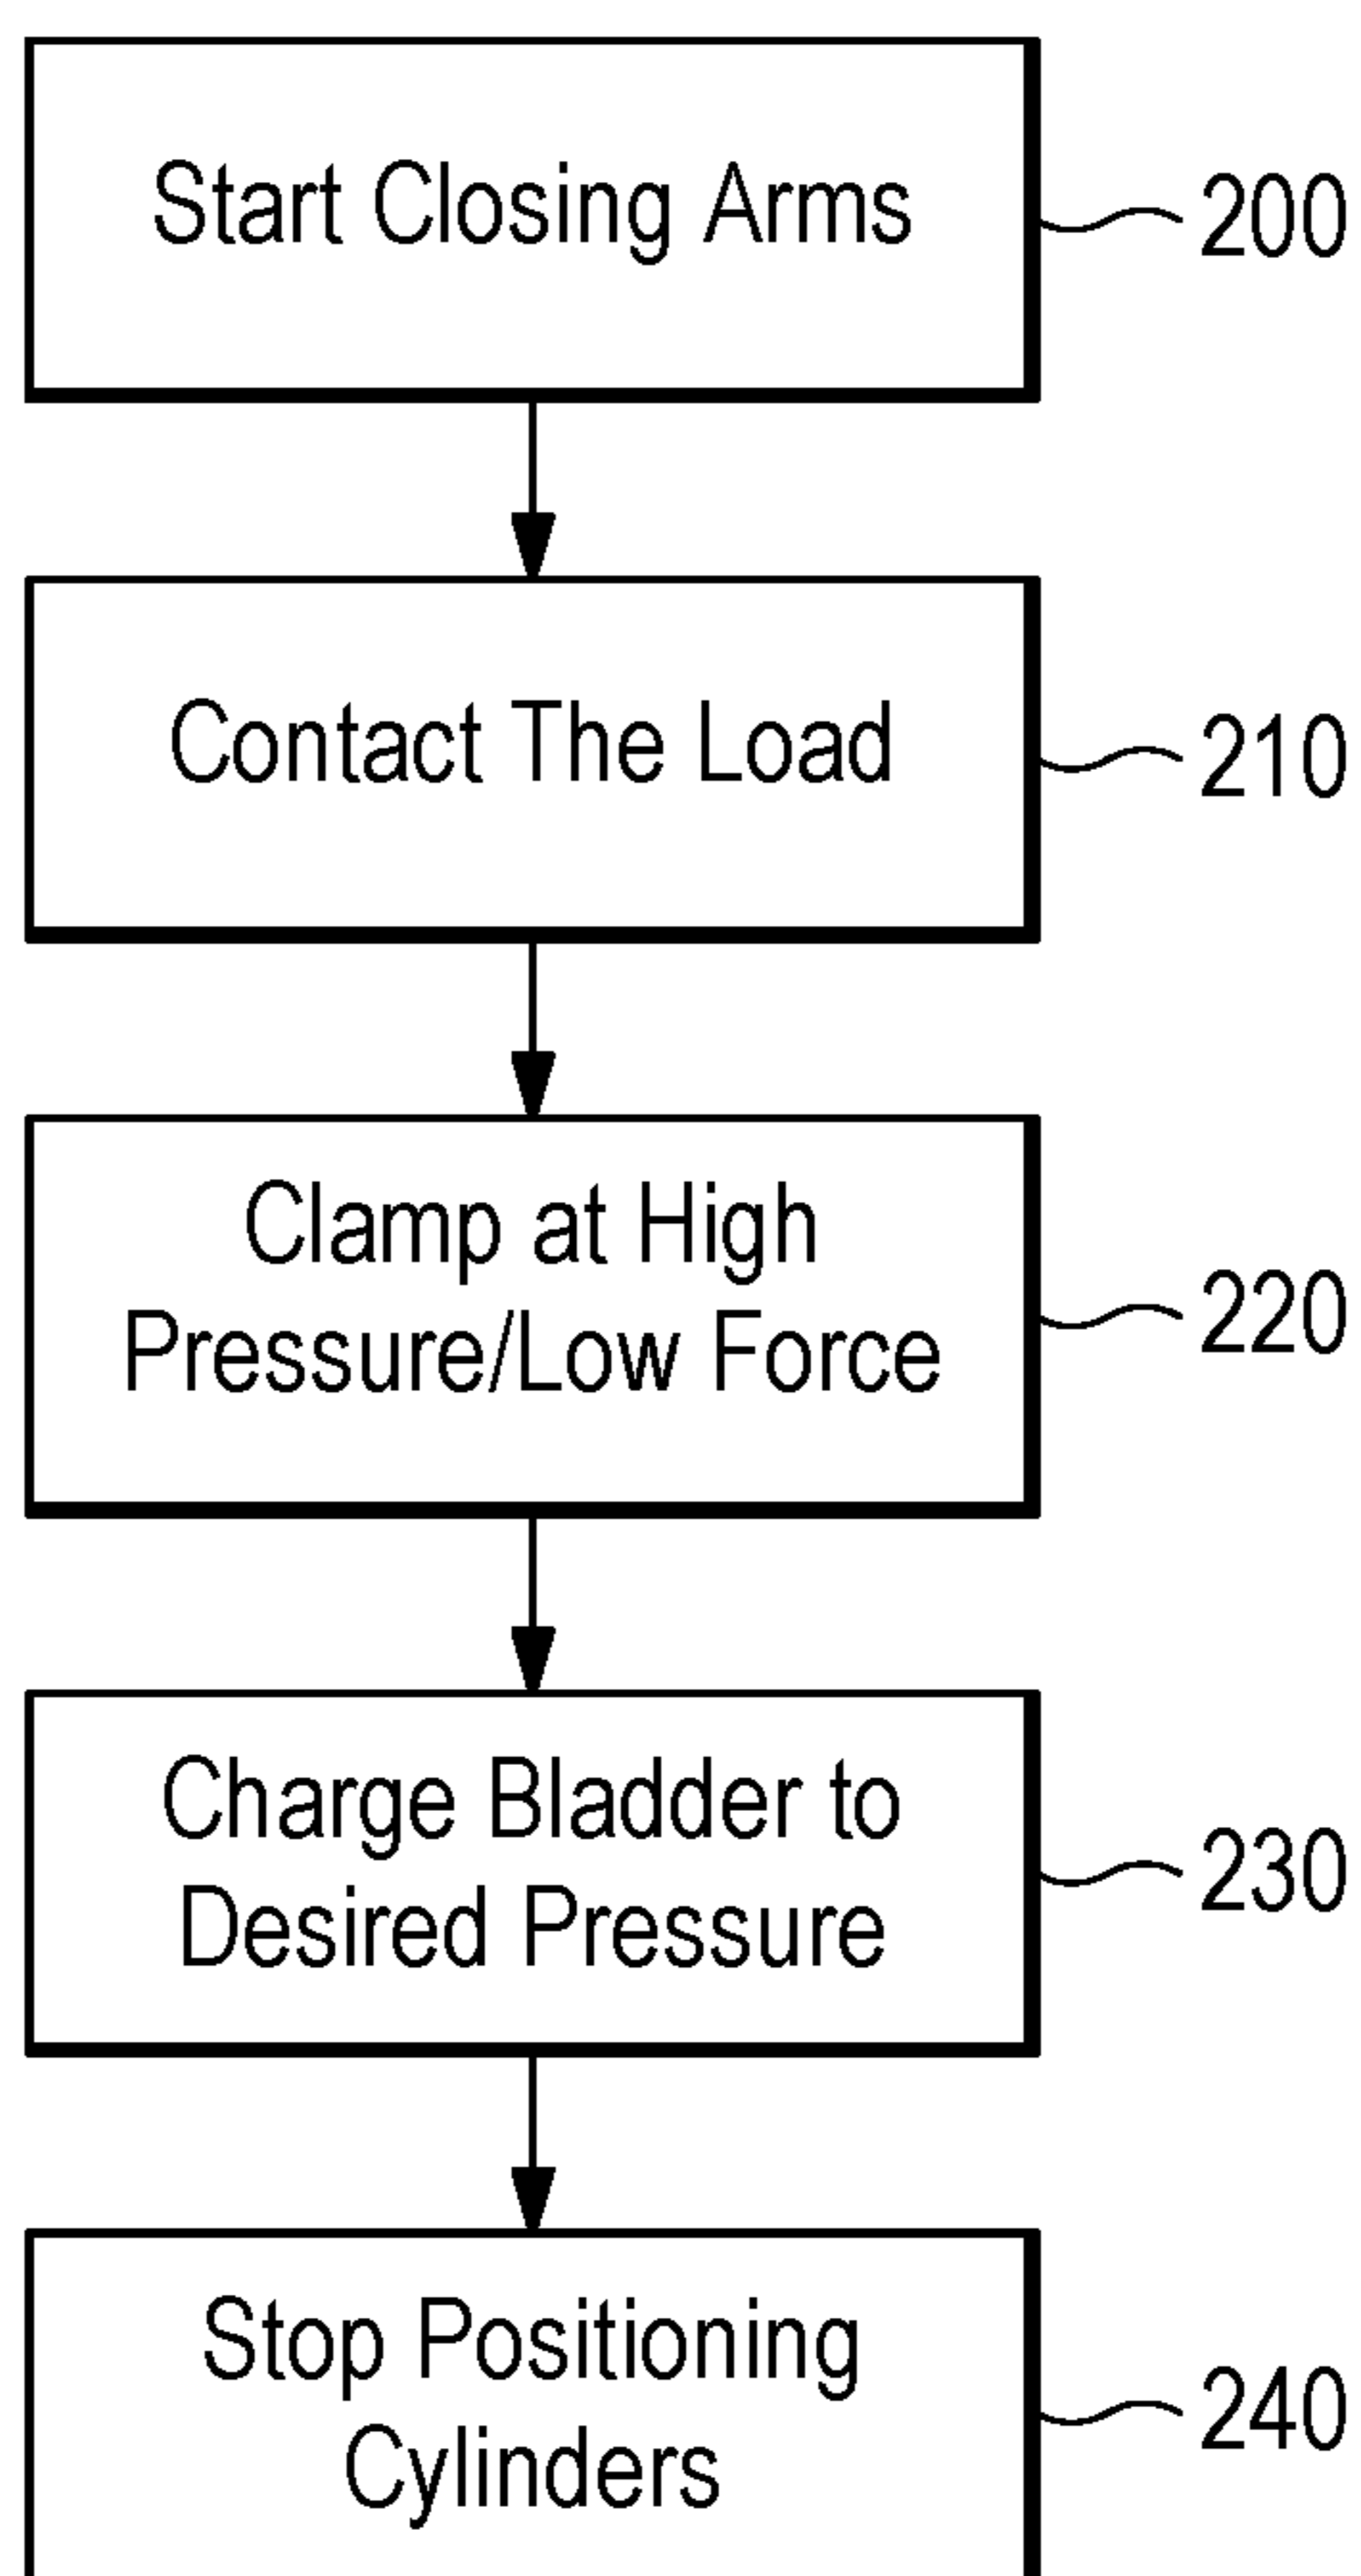 Start Closing Arms
200
Contact The Load
210
Clamp at High
Pressure/Low Force
220
Charge Bladder to
Desired Pressure
230
Stop Positioning
Cylinders
240